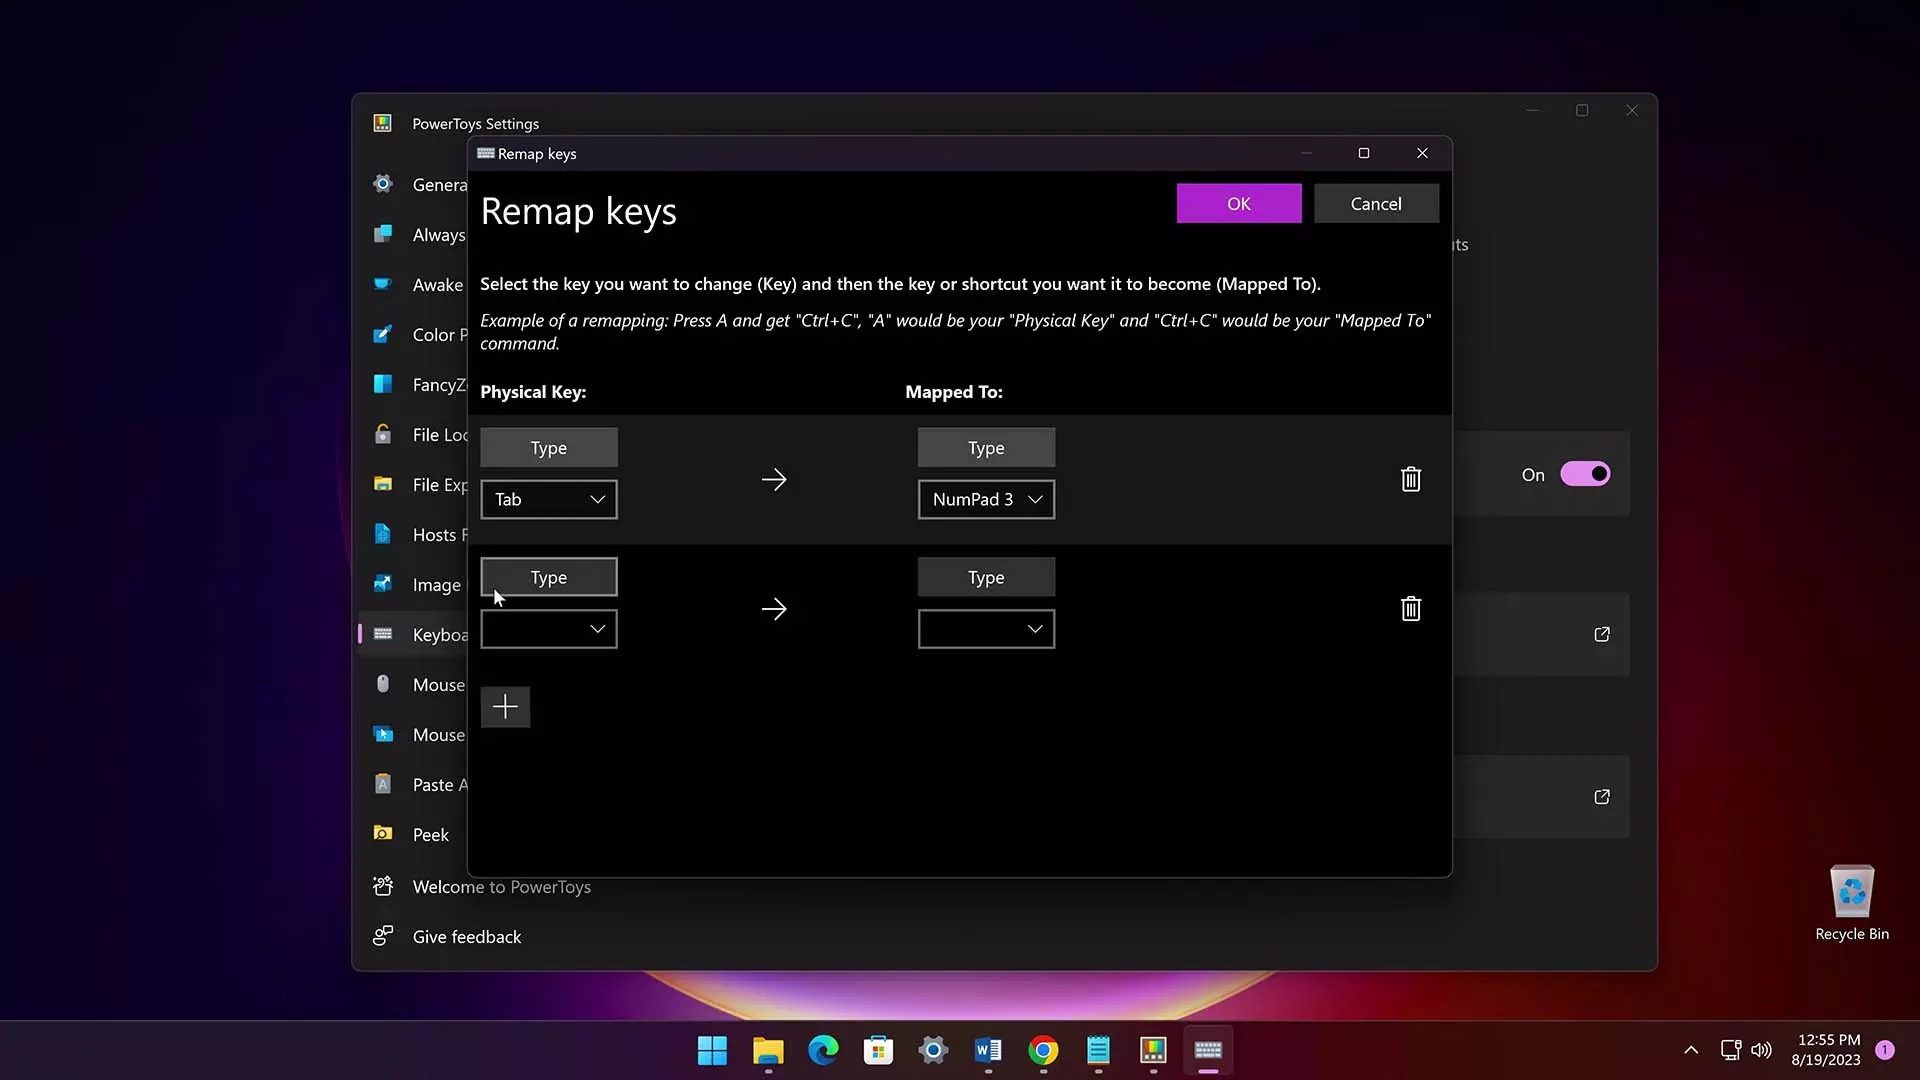 PowerToys Settings
Remap keys
Remap keys
OK
Cancel
Select the key you want to change (Key) and then the key or shortcut you want it to become (Mapped To).
Example of a remapping: Press A and get "Ctrl+C", "A" would be your "Physical Key" and "Ctrl+C" would be your "Mapped To"
command.
Physical Key:
Mapped To:
Type
Type
Tab
NumPad 3
Type
Type
Genera
Always
Awake
Color P
FancyZ
File Loc
File Exp
Hosts F
Image
Keyboa
Mouse
Mouse
Paste A
Peek
Welcome to PowerToys
Give feedback
uts
On
Recycle Bin
12:55 PM
8/19/2023
1